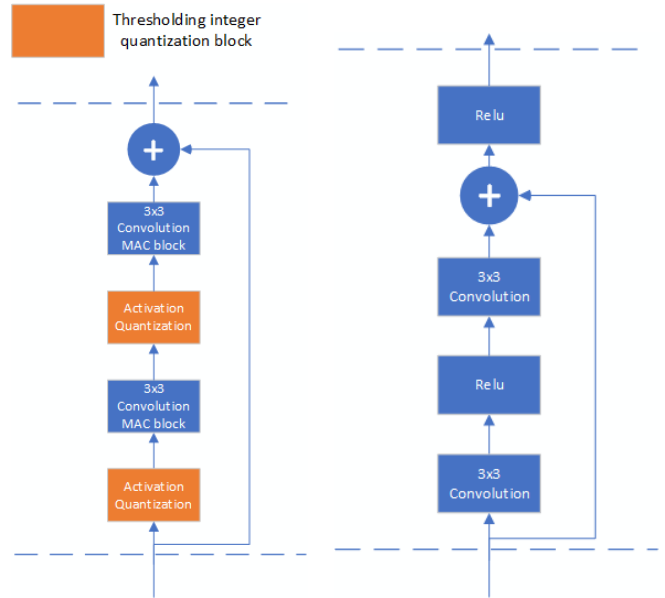 Thresholding integer
quantization block
+
3x3
Convolution
MAC block
Activation
Quantization
3x3
Convolution
MAC block
Activation
Quantization
Relu
+
3x3
Convolution
Relu
3x3
Convolution